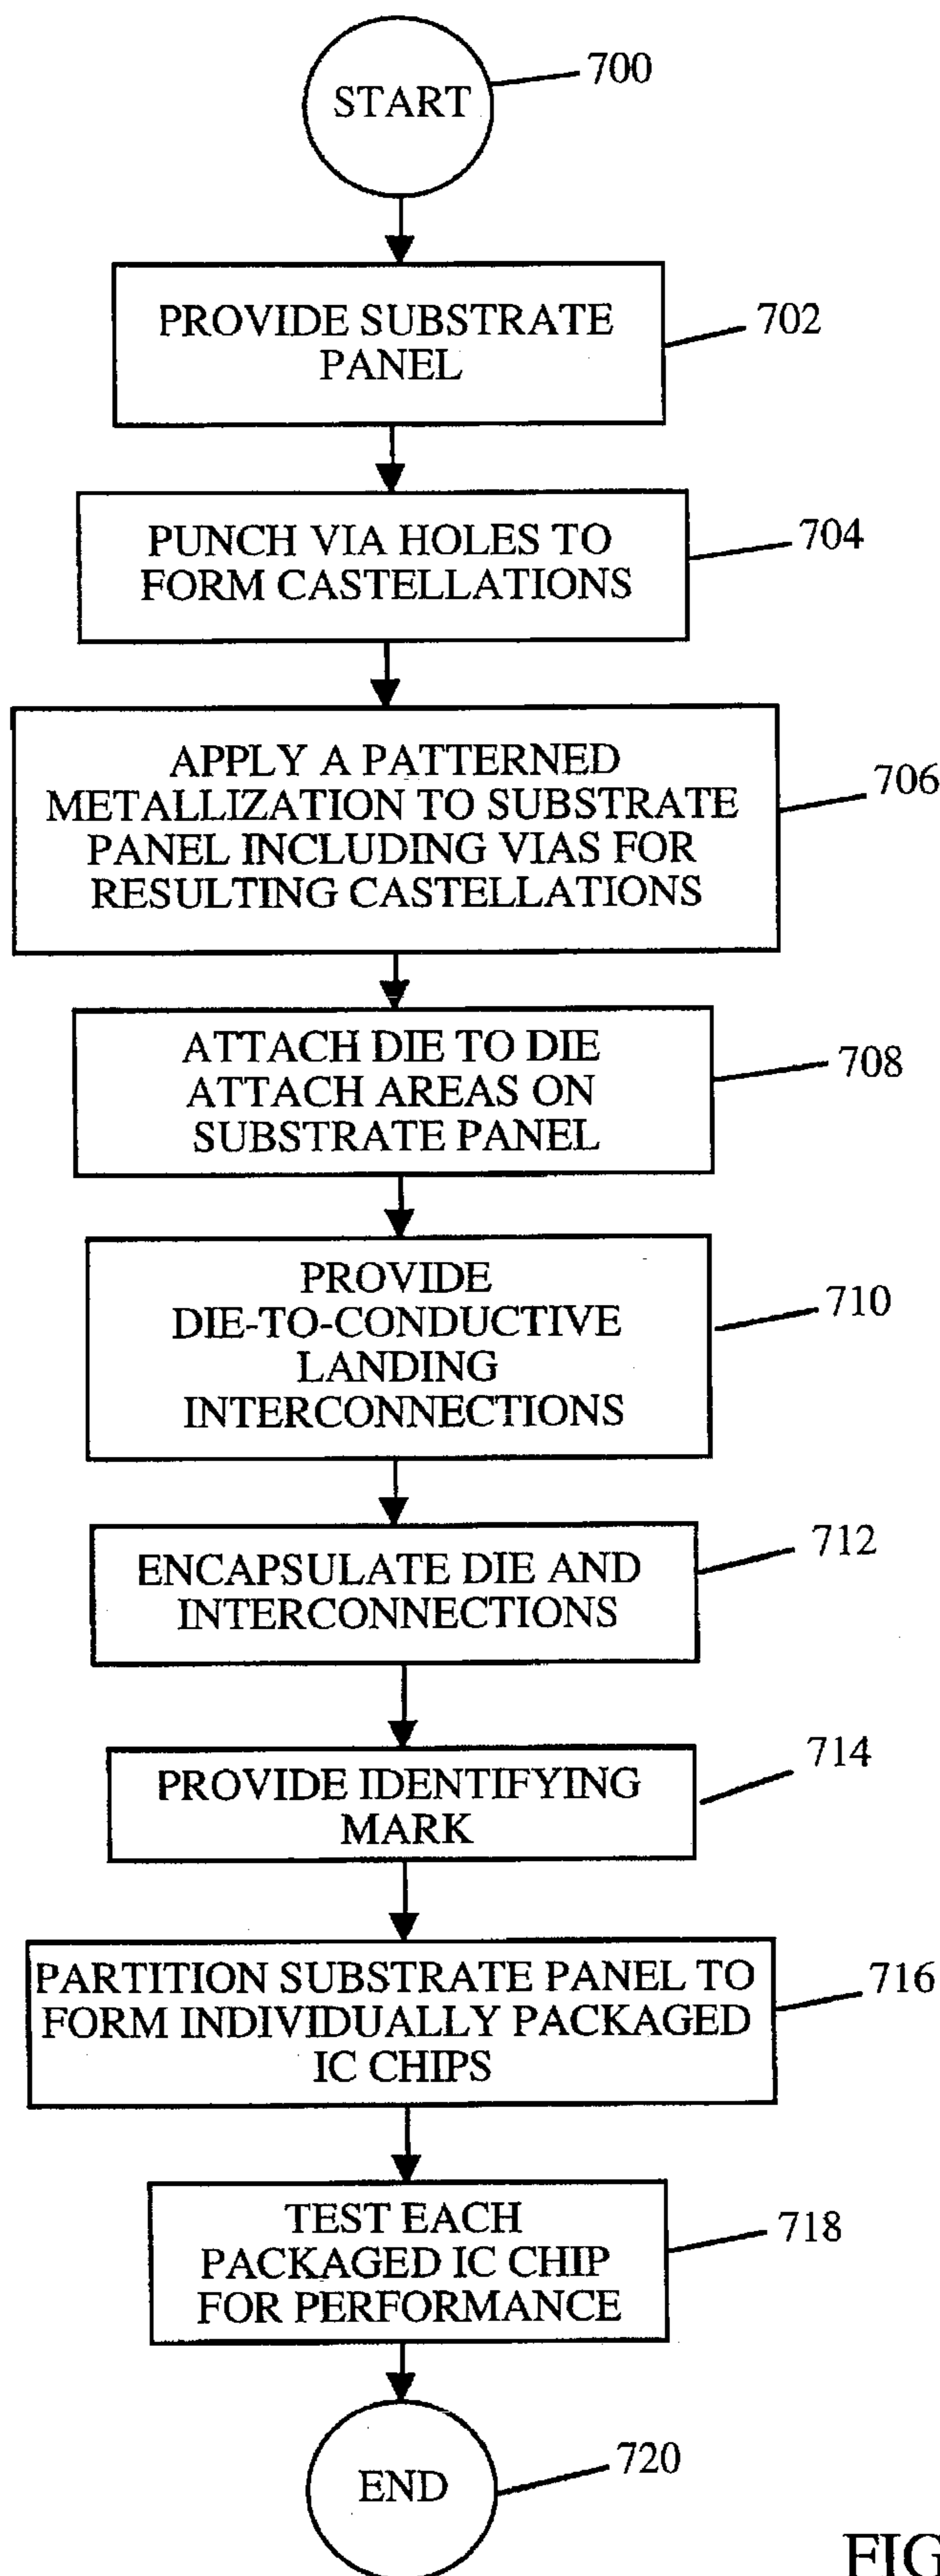 START
700
PROVIDE SUBSTRATE
PANEL
702
PUNCH VIA HOLES TO
FORM CASTELLATIONS
704
APPLY A PATTERNED
METALLIZATION TO SUBSTRATE
PANEL INCLUDING VIAS FOR
RESULTING CASTELLATIONS
706
ATTACH DIE TO DIE
ATTACH AREAS ON
SUBSTRATE PANEL
708
PROVIDE
DIE-TO-CONDUCTIVE
LANDING
INTERCONNECTIONS
710
ENCAPSULATE DIE AND
INTERCONNECTIONS
712
PROVIDE IDENTIFYING
MARK
714
PARTITION SUBSTRATE PANEL TO
FORM INDIVIDUALLY PACKAGED
IC CHIPS
716
TEST EACH
PACKAGED IC CHIP
FOR PERFORMANCE
718
END
720
FIG